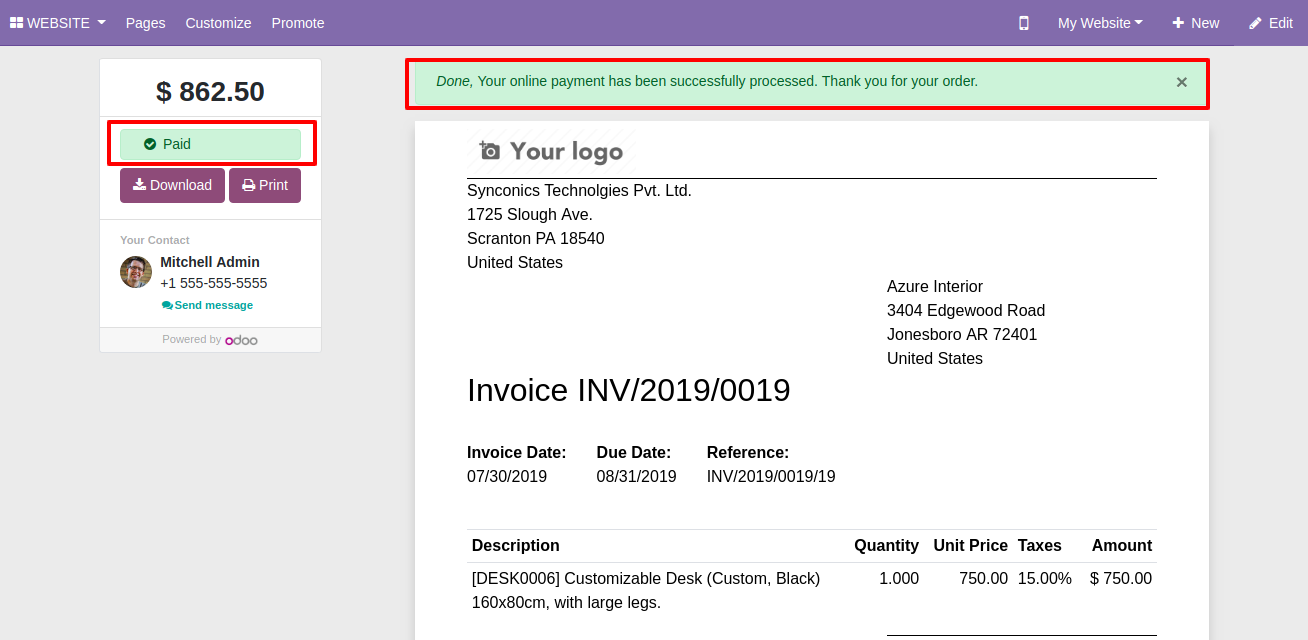 WEBSITE Pages Customize Promote My Website New Edit
$ 862.50
Paid
Download Print
Your Contact
Mitchell Admin
+1 555-555-5555
Send message
Powered by odoo
Done, Your online payment has been successfully processed. Thank you for your order. ×
Your logo
Synconics Technolgies Pvt. Ltd.
1725 Slough Ave.
Scranton PA 18540
United States
Azure Interior
3404 Edgewood Road
Jonesboro AR 72401
United States
Invoice INV/2019/0019
Invoice Date: Due Date: Reference:
07/30/2019 08/31/2019 INV/2019/0019/19
Description Quantity Unit Price Taxes Amount
[DESK0006] Customizable Desk (Custom, Black) 1.000 750.00 15.00% $ 750.00
160x80cm, with large legs.